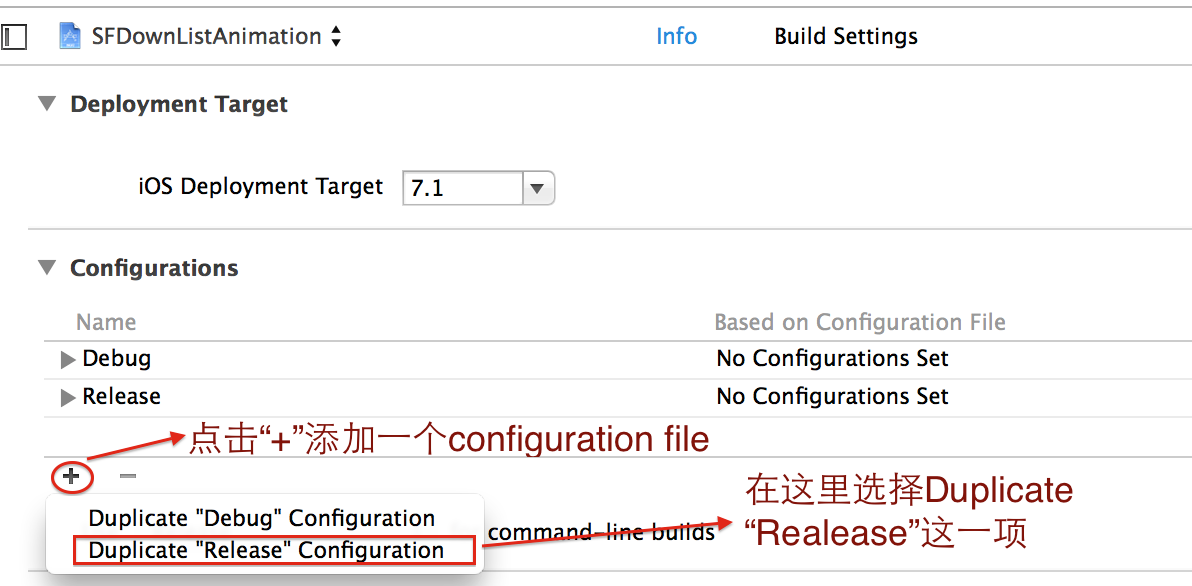 SFDownListAnimation
Info
Build Settings
Deployment Target
iOS Deployment Target
7.1
Configurations
Name
Based on Configuration File
Debug
No Configurations Set
Release
No Configurations Set
点击“+”添加一个configuration file
在这里选择Duplicate
“Realease”这一项
Duplicate "Debug" Configuration
command-line builds
Duplicate "Release" Configuration